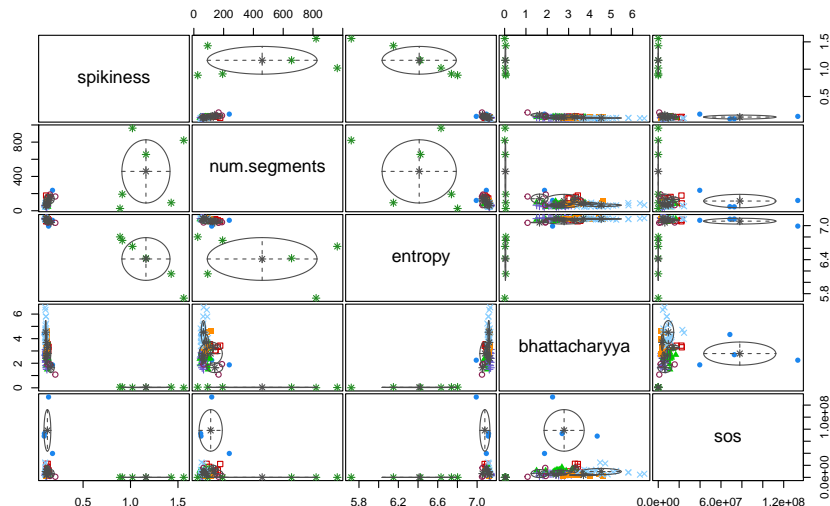 0 200 400 600 800
0 1 2 3 4 5 6
spikiness
0.5 1.0 1.5
0 400 800
num.segments
entropy
5.8 6.4 7.0
0 2 4 6
bhattacharyya
sos
0.0e+00 1.0e+08
0.5 1.0 1.5
5.8 6.2 6.6 7.0
0.0e+00 6.0e+07 1.2e+08